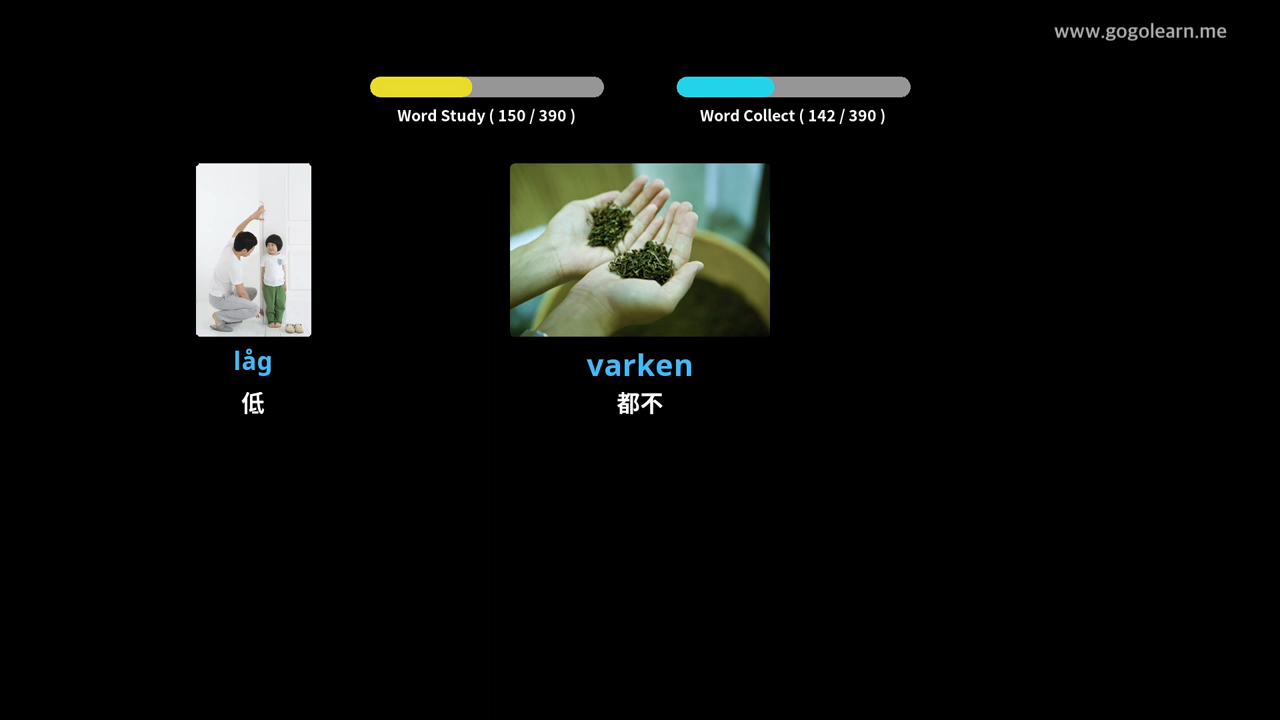 www.gogolearn.me
Word Study ( 150 / 390 )
Word Collect ( 142 / 390 )
låg
varken
低
都不